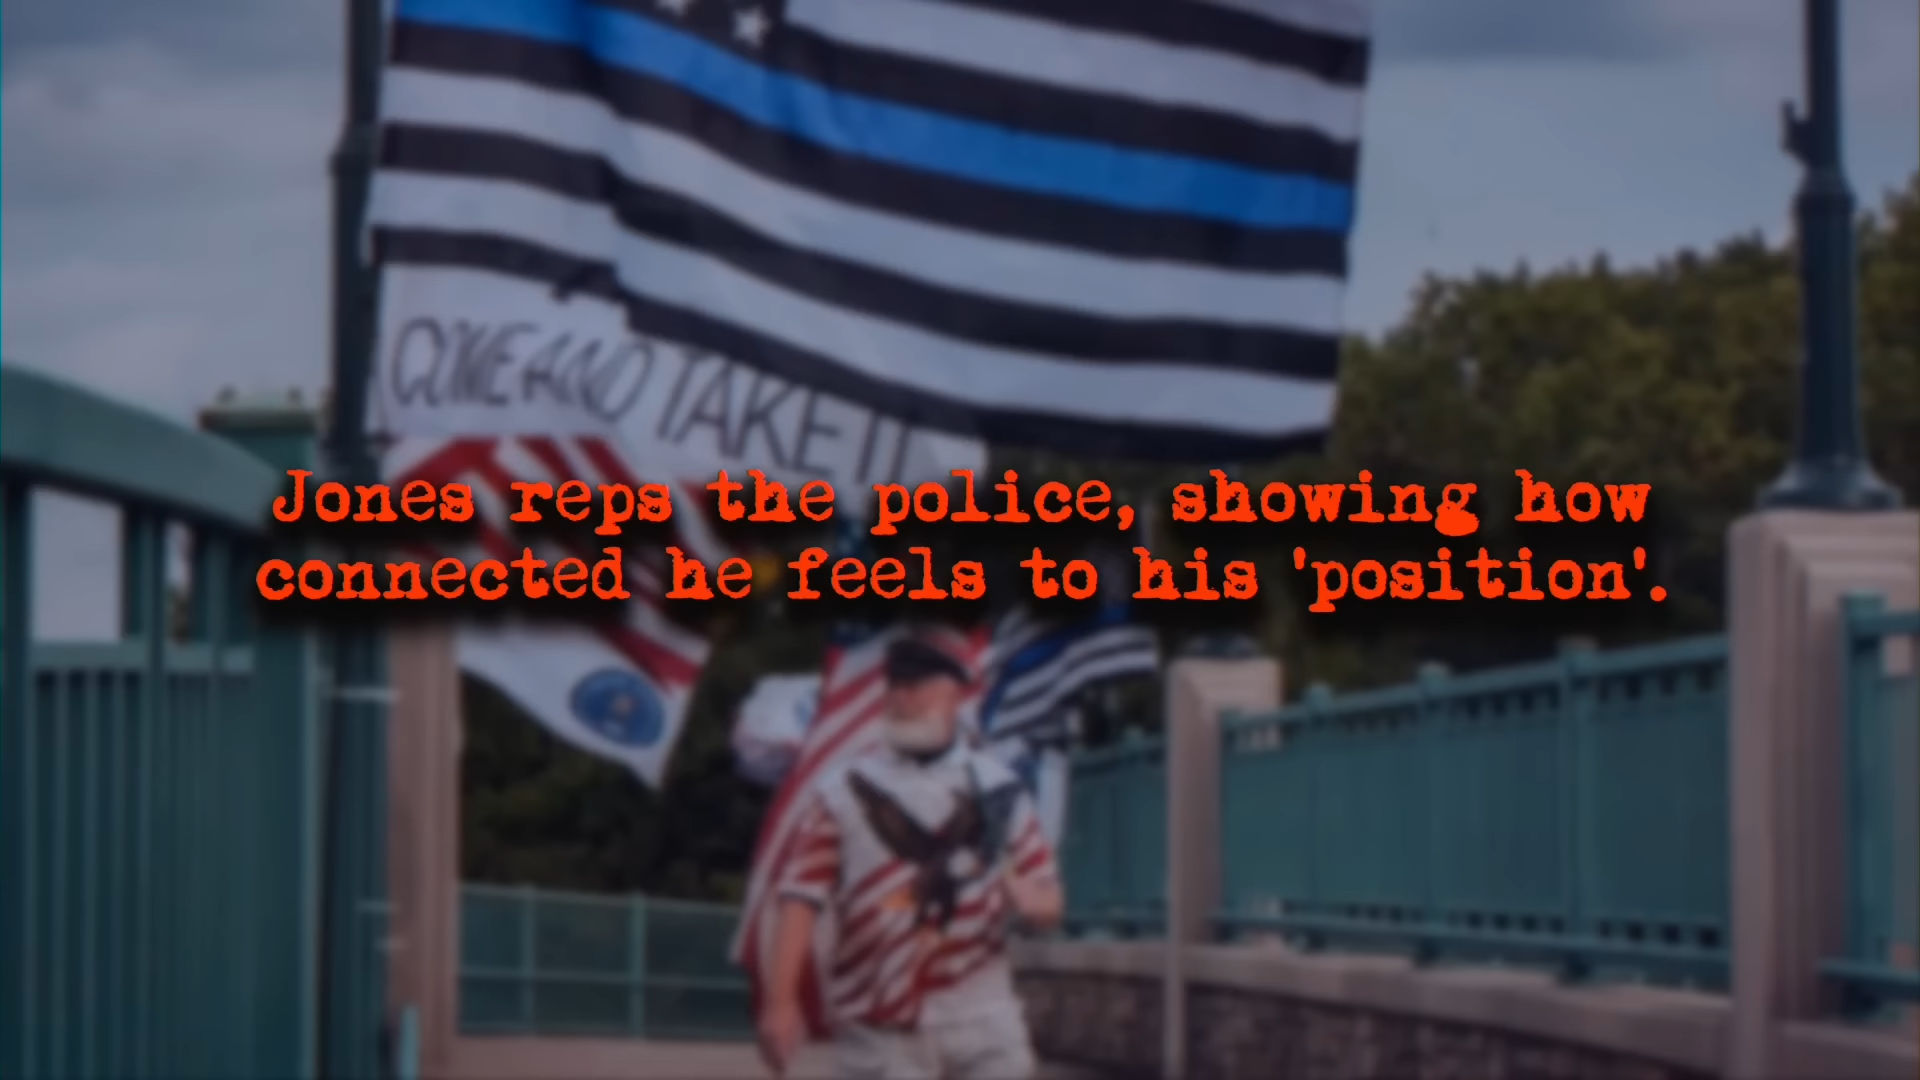 COME AND TAKE IT
Jones reps the police, showing how
connected he feels to his 'position'.